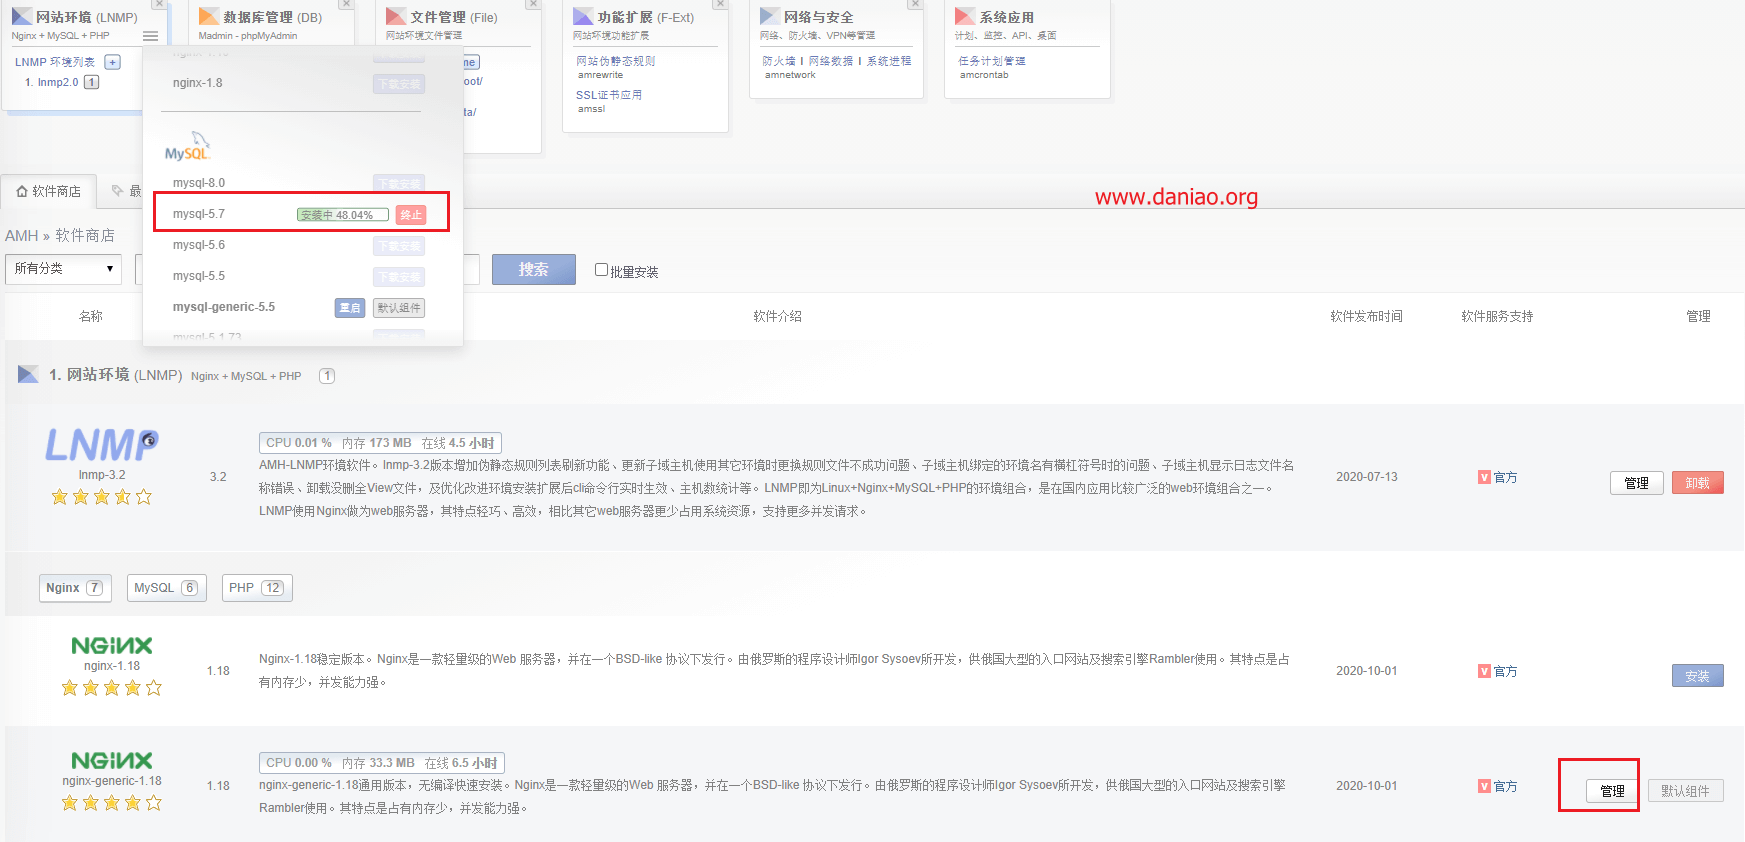 网站环境 (LNMP)
Nginx + MySQL + PHP
LNMP 环境列表 +
1. lnmp2.0 1
数据库管理 (DB)
Madmin - phpMyAdmin
文件管理 (File)
网站环境文件管理
me
oot/
ta/
功能扩展 (F-Ext)
网站环境功能扩展
网站伪静态规则
amrewrite
SSL证书应用
amssl
网络与安全
网络、防火墙、VPN等管理
防火墙 I 网络数据 I 系统进程
amnetwork
系统应用
计划、监控、API、桌面
任务计划管理
amcrontab
nginx-1.8 下载安装
MySQL
mysql-8.0 下载安装
mysql-5.7 安装中 48.04% 终止
mysql-5.6 下载安装
mysql-5.5 下载安装
mysql-generic-5.5 重启 默认组件
mysql-5.1.73
软件商店 最
www.daniao.org
AMH » 软件商店
所有分类 搜索 批量安装
名称 软件介绍 软件发布时间 软件服务支持 管理
1. 网站环境 (LNMP) Nginx + MySQL + PHP 1
LNMP
lnmp-3.2
3.2
CPU 0.01 % 内存 173 MB 在线 4.5 小时
AMH-LNMP环境软件。lnmp-3.2版本增加伪静态规则列表刷新功能、更新子域主机使用其它环境时更换规则文件不成功问题、子域主机绑定的环境名有横杠符号时的问题、子域主机显示日志文件名
称错误、卸载没删全View文件，及优化改进环境安装扩展后cli命令行实时生效、主机数统计等。LNMP即为Linux+Nginx+MySQL+PHP的环境组合，是在国内应用比较广泛的web环境组合之一。
LNMP使用Nginx做为web服务器，其特点轻巧、高效，相比其它web服务器更少占用系统资源，支持更多并发请求。
2020-07-13
V 官方
管理 卸载
Nginx 7 MySQL 6 PHP 12
NGINX
nginx-1.18
1.18
Nginx-1.18稳定版本。Nginx是一款轻量级的Web 服务器，并在一个BSD-like 协议下发行。由俄罗斯的程序设计师Igor Sysoev所开发，供俄国大型的入口网站及搜索引擎Rambler使用。其特点是占
有内存少，并发能力强。
2020-10-01
V 官方
安装
NGINX
nginx-generic-1.18
1.18
CPU 0.00 % 内存 33.3 MB 在线 6.5 小时
nginx-generic-1.18通用版本，无编译快速安装。Nginx是一款轻量级的Web 服务器，并在一个BSD-like 协议下发行。由俄罗斯的程序设计师Igor Sysoev所开发，供俄国大型的入口网站及搜索引擎
Rambler使用。其特点是占有内存少，并发能力强。
2020-10-01
V 官方
管理 默认组件